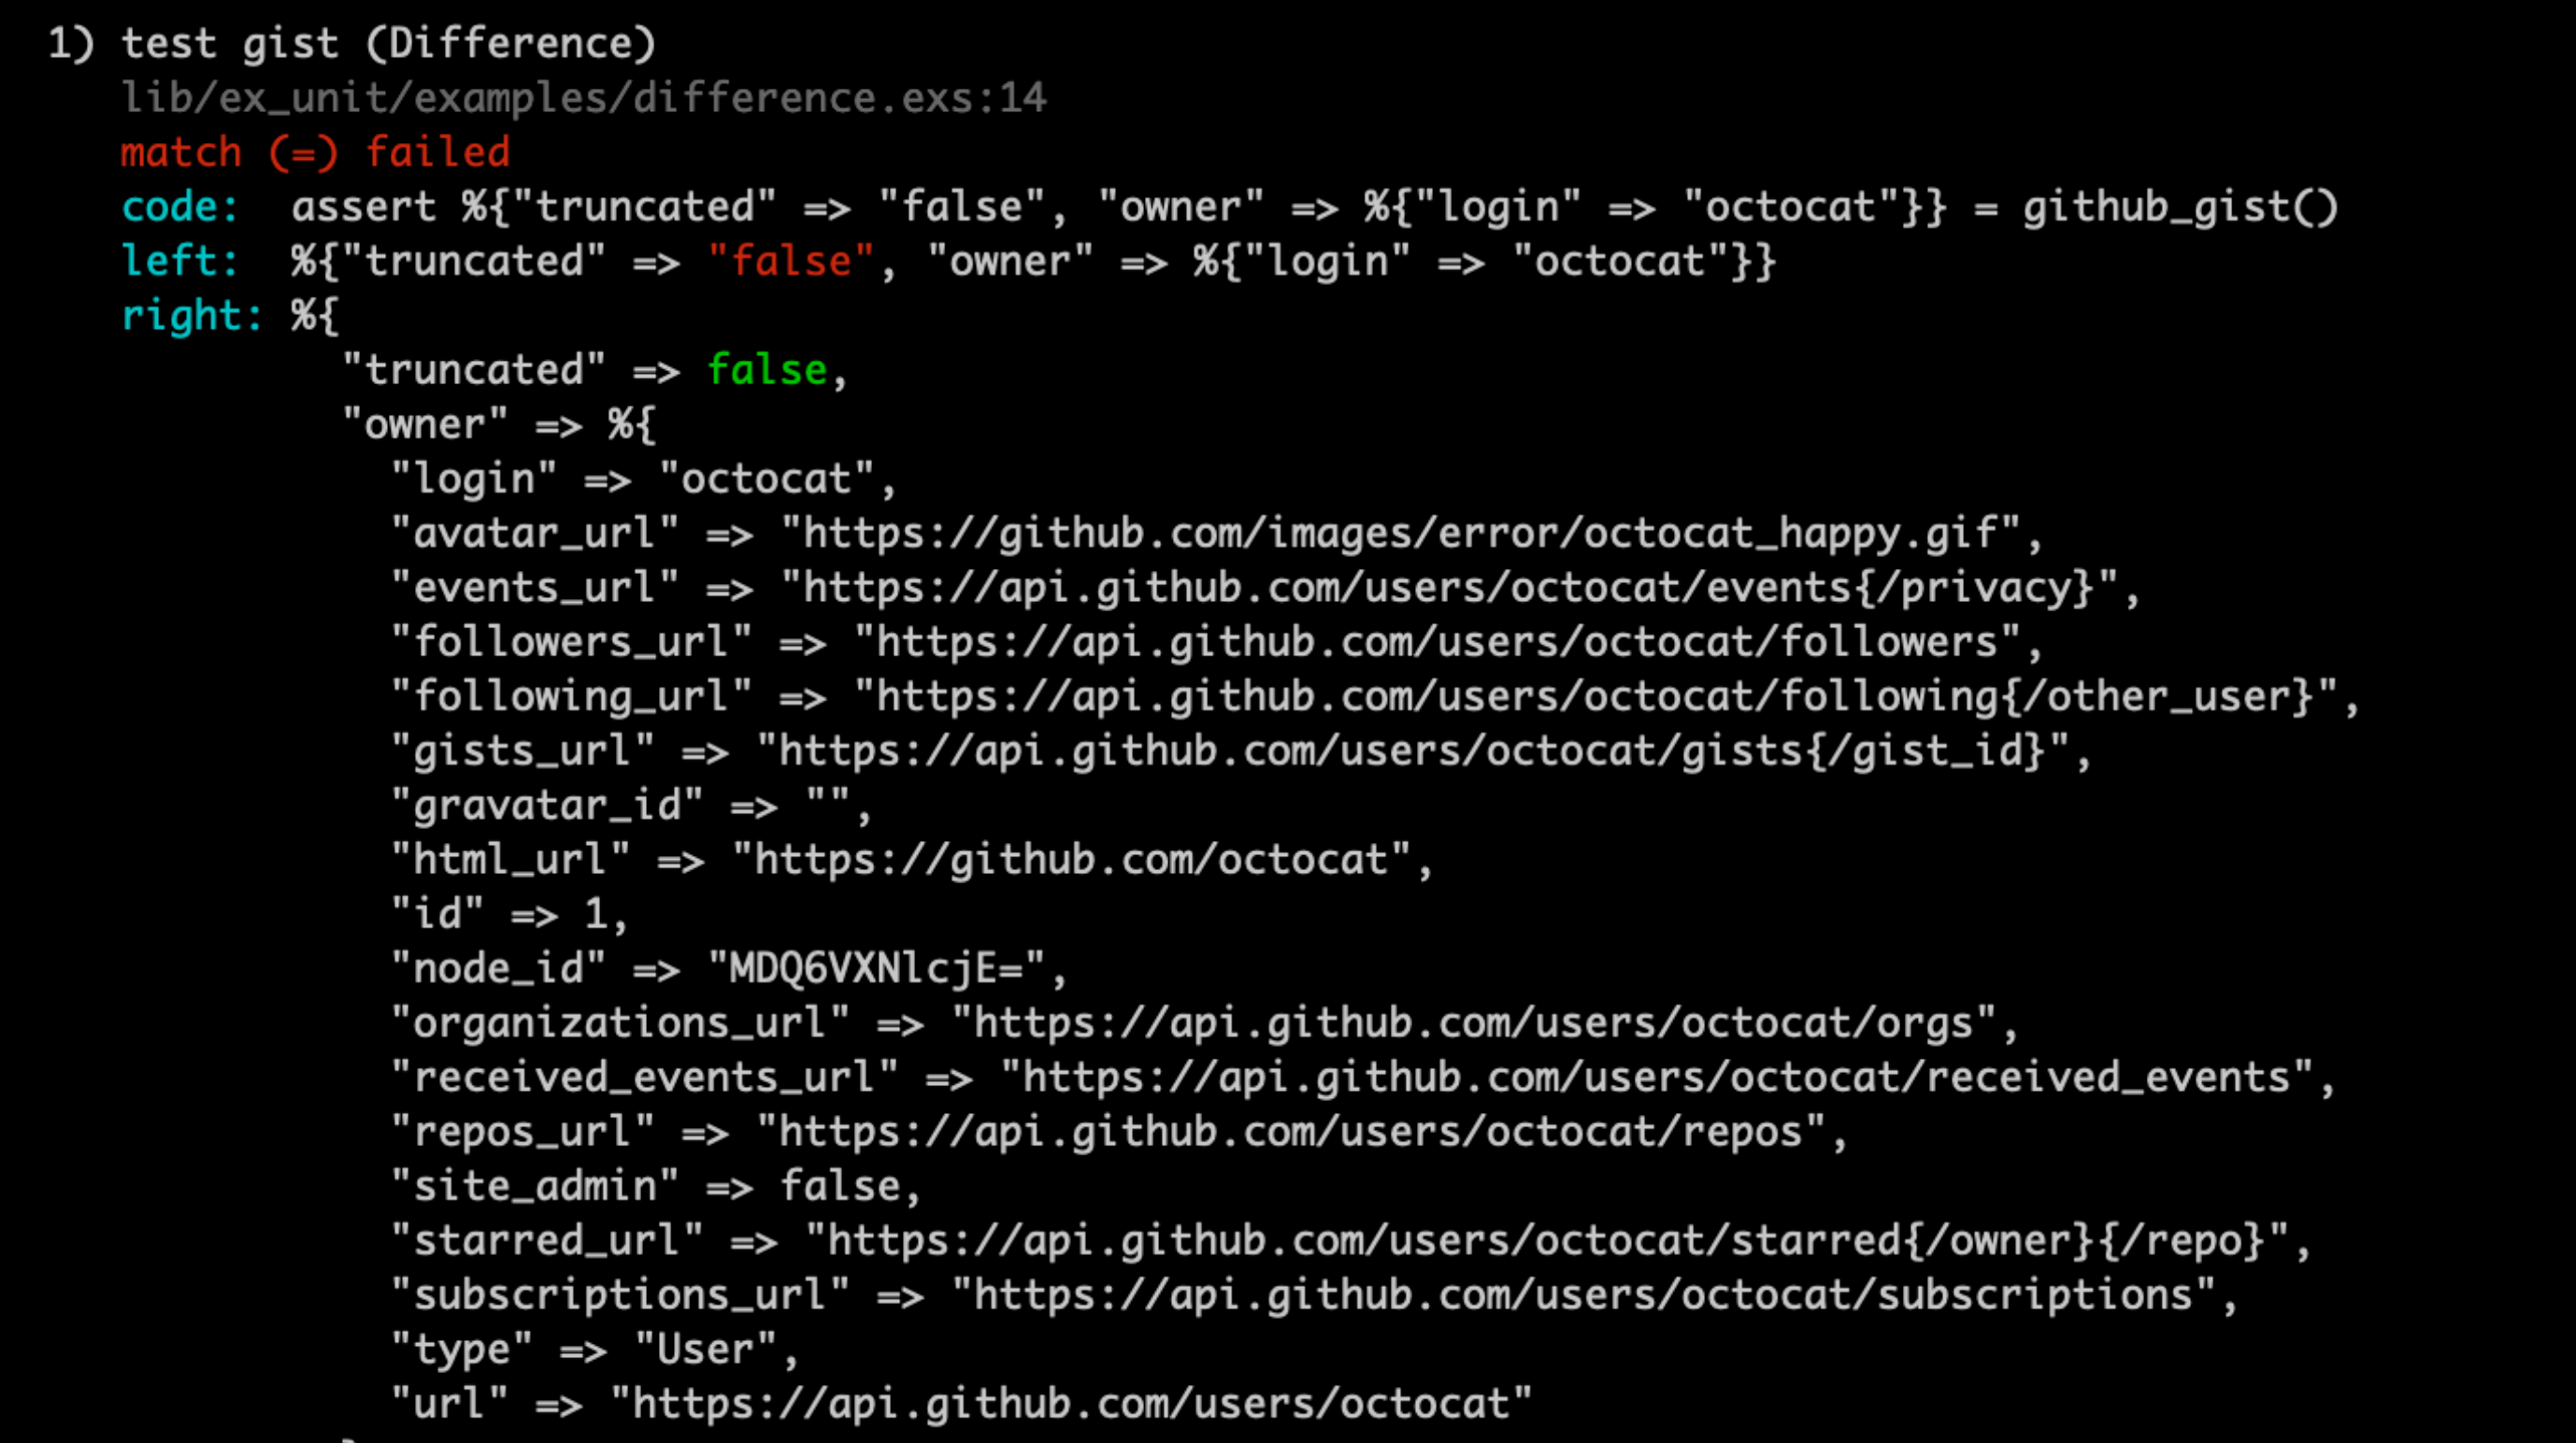 1) test gist (Difference)
lib/ex_unit/examples/difference.exs:14
match (=) failed
code:  assert %{"truncated" => "false", "owner" => %{"login" => "octocat"}} = github_gist()
left:  %{"truncated" => "false", "owner" => %{"login" => "octocat"}}
right: %{
"truncated" => false,
"owner" => %{
"login" => "octocat",
"avatar_url" => "https://github.com/images/error/octocat_happy.gif",
"events_url" => "https://api.github.com/users/octocat/events{/privacy}",
"followers_url" => "https://api.github.com/users/octocat/followers",
"following_url" => "https://api.github.com/users/octocat/following{/other_user}",
"gists_url" => "https://api.github.com/users/octocat/gists{/gist_id}",
"gravatar_id" => "",
"html_url" => "https://github.com/octocat",
"id" => 1,
"node_id" => "MDQ6VXNlcjE=",
"organizations_url" => "https://api.github.com/users/octocat/orgs",
"received_events_url" => "https://api.github.com/users/octocat/received_events",
"repos_url" => "https://api.github.com/users/octocat/repos",
"site_admin" => false,
"starred_url" => "https://api.github.com/users/octocat/starred{/owner}{/repo}",
"subscriptions_url" => "https://api.github.com/users/octocat/subscriptions",
"type" => "User",
"url" => "https://api.github.com/users/octocat"